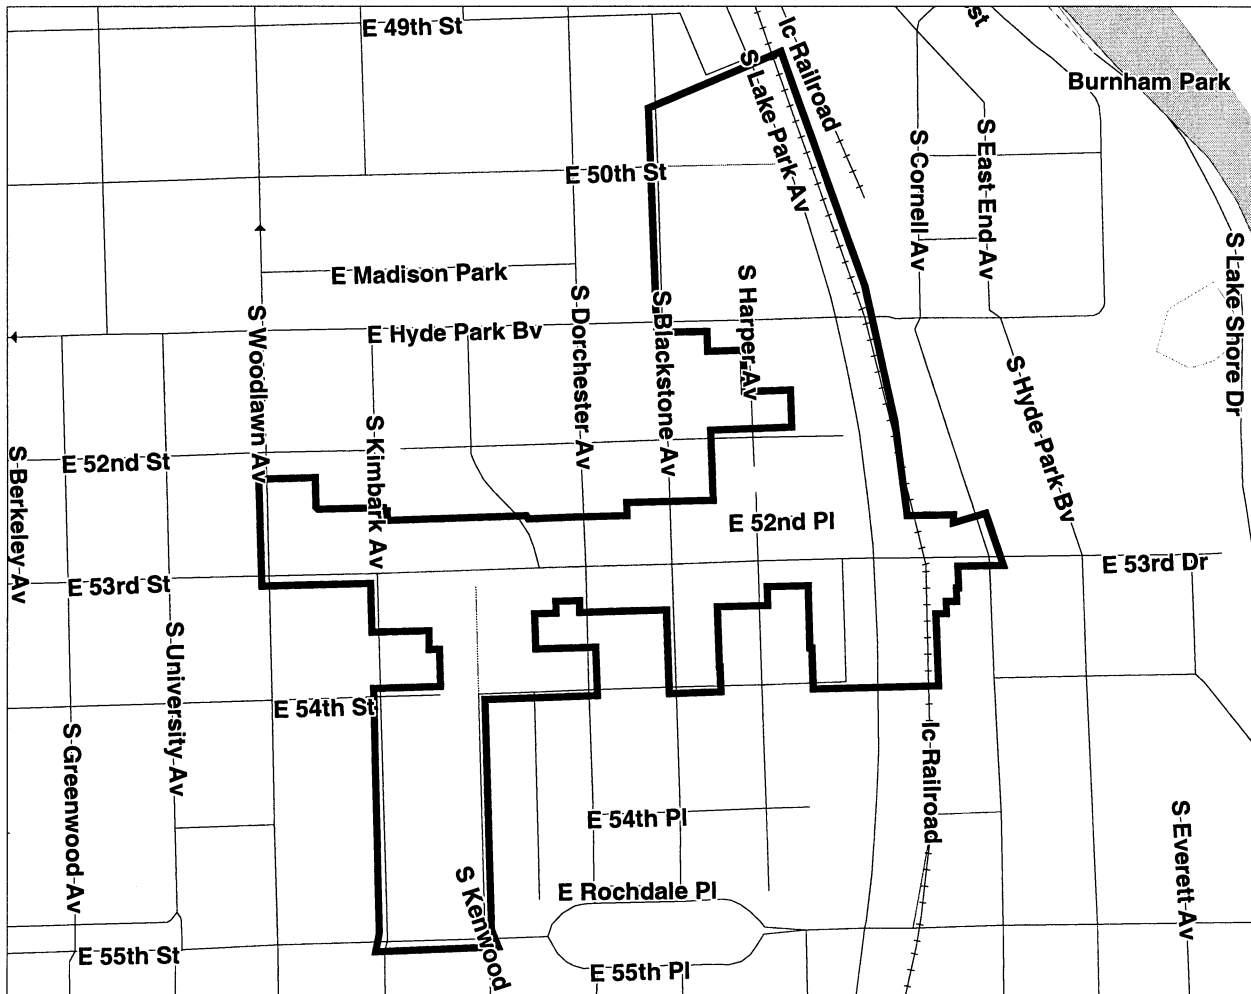 E 49th St
Ic-Railroad
st
Burnham Park
S Lake-Park-Av
S-Cornell-Av
S-East-End-Av
E 50th St
S-Lake-Shore Dr
E Madison Park
S Harper-Av
S-Woodlawn Av
S-Dorchester-Av
S-Blackstone-Av
E Hyde Park Bv
S-Hyde-Park-Bv
S-Kimbark Av
S-Berkeley-Av
E 52nd St
E 52nd Pl
E 53rd Dr
E 53rd St
S-University-Av
E 54th St
S-Greenwood-Av
Ic-Railroad
E 54th Pl
S-Everett-Av
S Kenwood
E Rochdale Pl
E 55th St
E 55th Pl